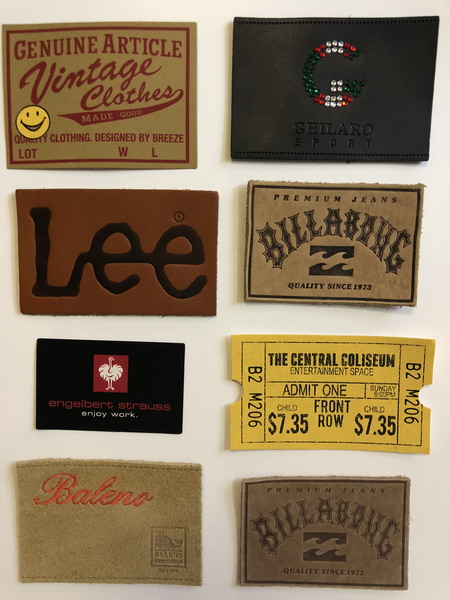 GENUINE ARTICLE
Vintage
Clothes
MADE GOOD
QUALITY CLOTHING. DESIGNED BY BREEZE
LOT W L
G
GHILARO
SPORT
Lee
®
PREMIUM JEANS
BILLABONG
QUALITY SINCE 1973
engelbert strauss
enjoy work.
THE CENTRAL COLISEUM
ENTERTAINMENT SPACE
ADMIT ONE
SUNDAY
CHILD
$7.35
FRONT
ROW
CHILD
$7.35
B2 M206
B2 M206
Baleno
BALENO
PREMIUM JEANS
BILLABONG
QUALITY SINCE 1973